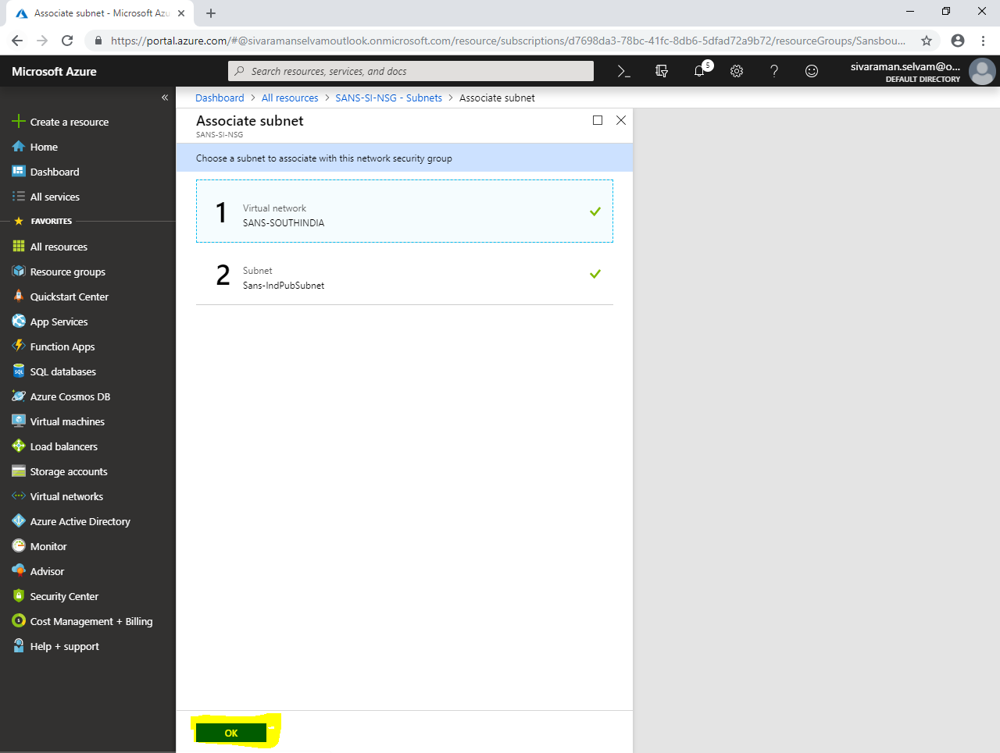 Associate subnet - Microsoft Azu
https://portal.azure.com/#@sivaramanselvamoutlook.onmicrosoft.com/resource/subscriptions/d7698da3-78bc-41fc-8db6-5dfad72a9b72/resourceGroups/Sansbou...
Microsoft Azure
Search resources, services, and docs
5
sivaraman.selvam@o...
DEFAULT DIRECTORY
«
Dashboard > All resources > SANS-SI-NSG - Subnets > Associate subnet
Create a resource
Home
Dashboard
All services
FAVORITES
All resources
Resource groups
Quickstart Center
App Services
Function Apps
SQL
SQL databases
Azure Cosmos DB
Virtual machines
Load balancers
Storage accounts
Virtual networks
Azure Active Directory
Monitor
Advisor
Security Center
Cost Management + Billing
Help + support
Associate subnet
SANS-SI-NSG
Choose a subnet to associate with this network security group
1
Virtual network
SANS-SOUTHINDIA
2
Subnet
Sans-IndPubSubnet
OK